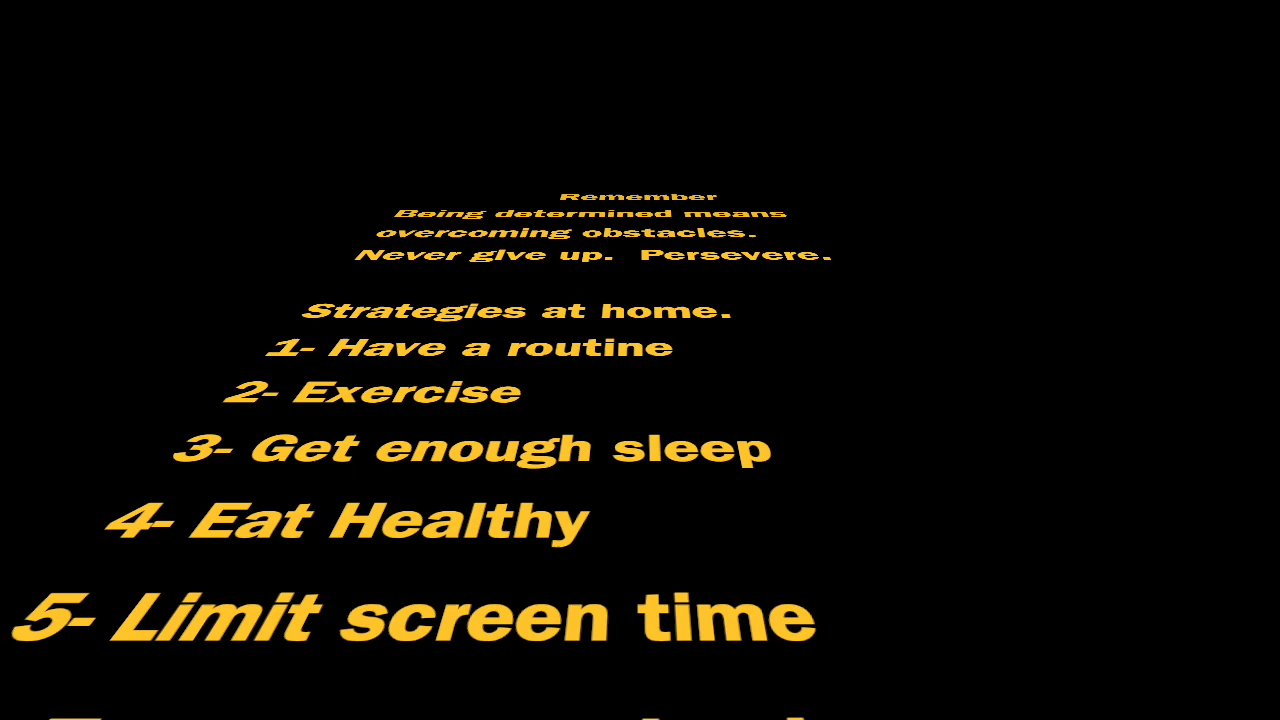 Remember
Being determined means
overcoming obstacles.
Never give up.  Persevere.
Strategies at home.
1- Have a routine
2- Exercise
3- Get enough sleep
4- Eat Healthy
5- Limit screen time